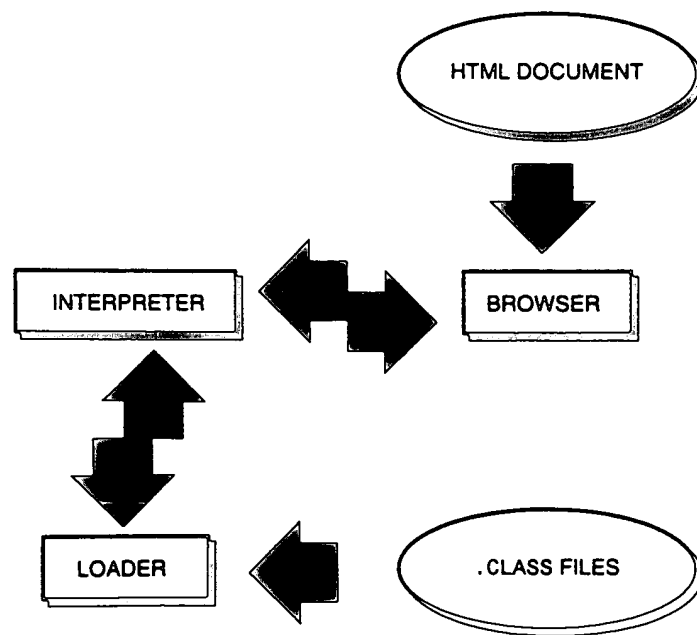 HTML DOCUMENT
INTERPRETER
BROWSER
LOADER
.CLASS FILES